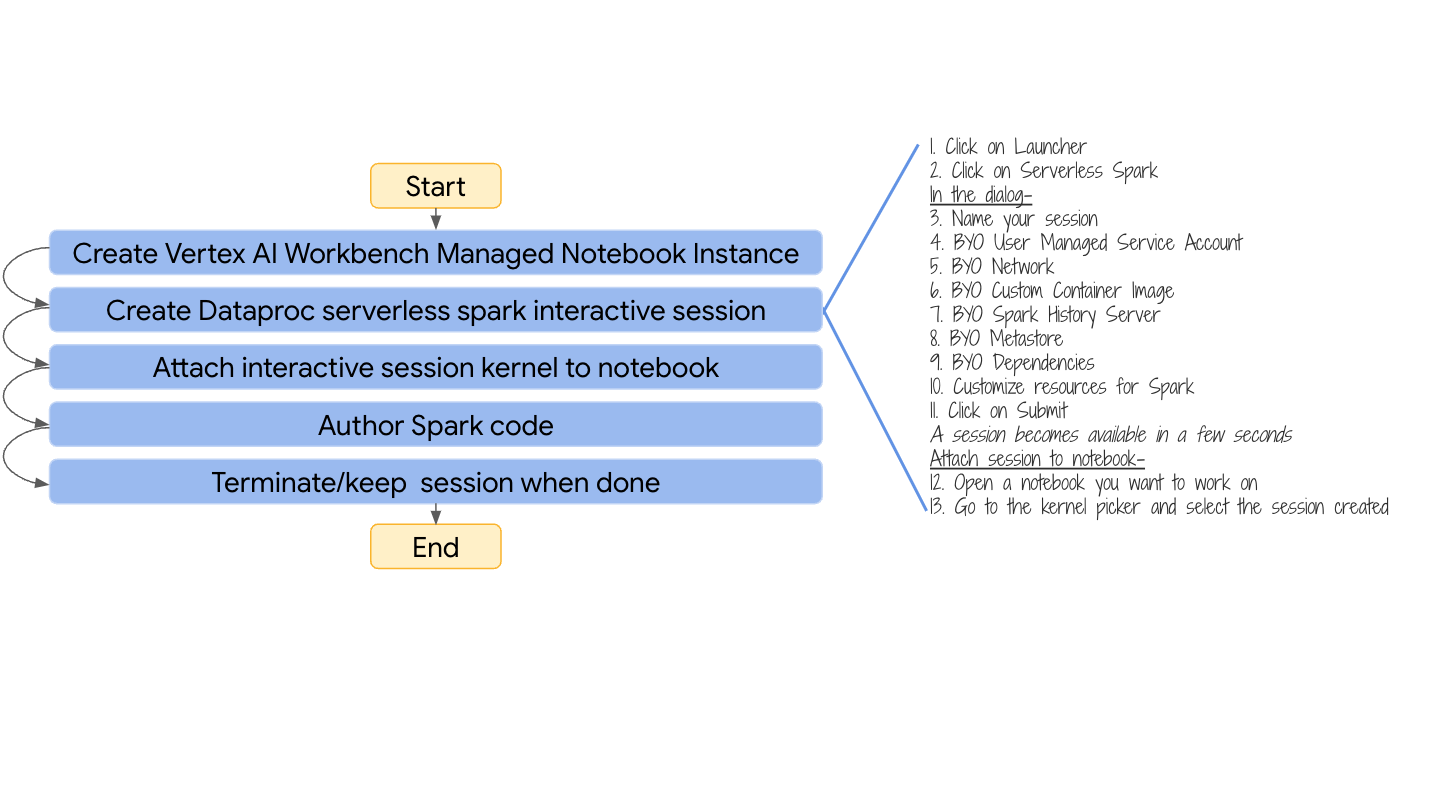 Start
Create Vertex AI Workbench Managed Notebook Instance
Create Dataproc serverless spark interactive session
Attach interactive session kernel to notebook
Author Spark code
Terminate/keep  session when done
End
1. Click on Launcher
2. Click on Serverless Spark
In the dialog-
3. Name your session
4. BYO User Managed Service Account
5. BYO Network
6. BYO Custom Container Image
7. BYO Spark History Server
8. BYO Metastore
9. BYO Dependencies
10. Customize resources for Spark
11. Click on Submit
A session becomes available in a few seconds
Attach session to notebook-
12. Open a notebook you want to work on
13. Go to the kernel picker and select the session created